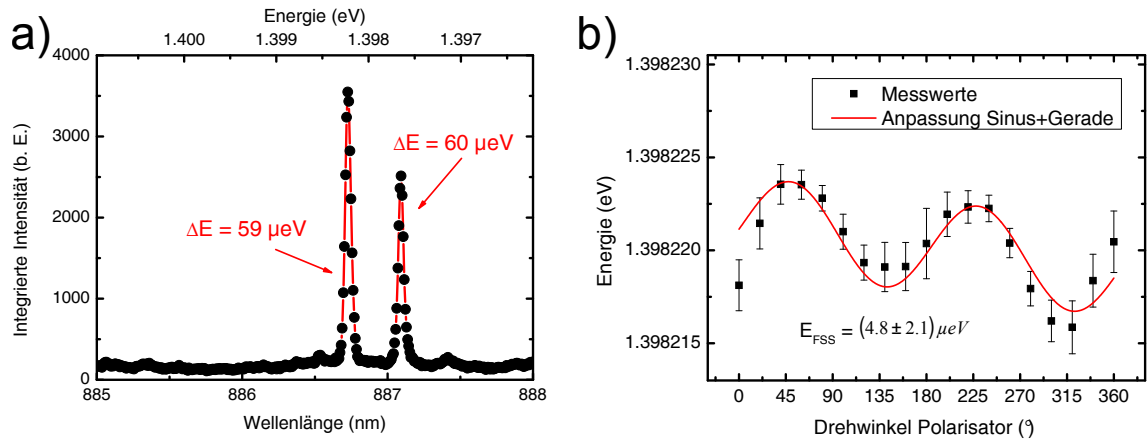 a)
Energie (eV)
1.400 1.399 1.398 1.397
4000
3000
2000
1000
0
Integrierte Intensität (b. E.)
ΔE = 59 µeV
ΔE = 60 µeV
885 886 887 888
Wellenlänge (nm)
b)
1.398230
1.398225
1.398220
1.398215
Energie (eV)
Messwerte
Anpassung Sinus+Gerade
E_FSS = (4.8 ± 2.1) µeV
0 45 90 135 180 225 270 315 360
Drehwinkel Polarisator (°)